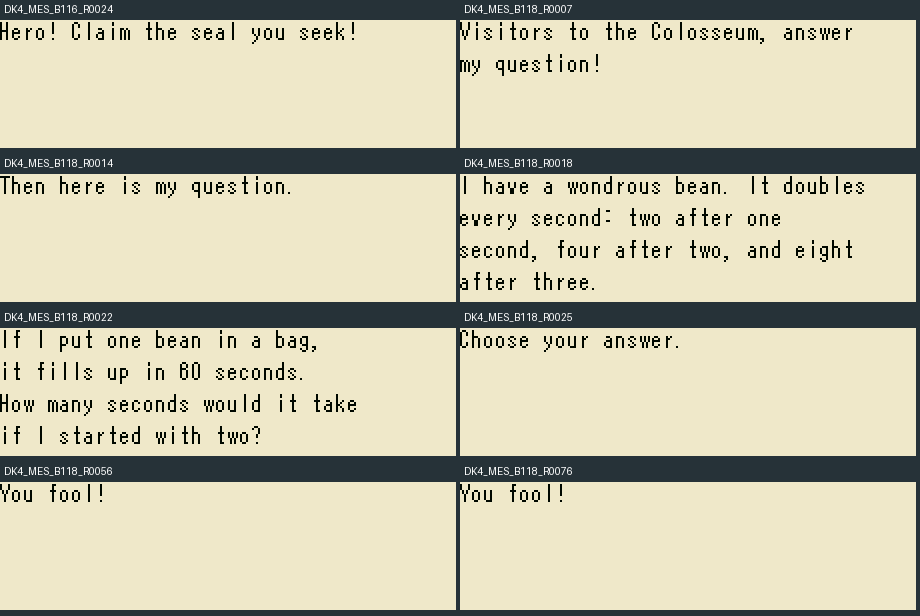 DK4_MES_B116_R0024
Hero! Claim the seal you seek!
DK4_MES_B118_R0007
Visitors to the Colosseum, answer
my question!
DK4_MES_B118_R0014
Then here is my question.
DK4_MES_B118_R0018
I have a wondrous bean. It doubles
every second: two after one
second, four after two, and eight
after three.
DK4_MES_B118_R0022
If I put one bean in a bag,
it fills up in 60 seconds.
How many seconds would it take
if I started with two?
DK4_MES_B118_R0025
Choose your answer.
DK4_MES_B118_R0056
You fool!
DK4_MES_B118_R0076
You fool!